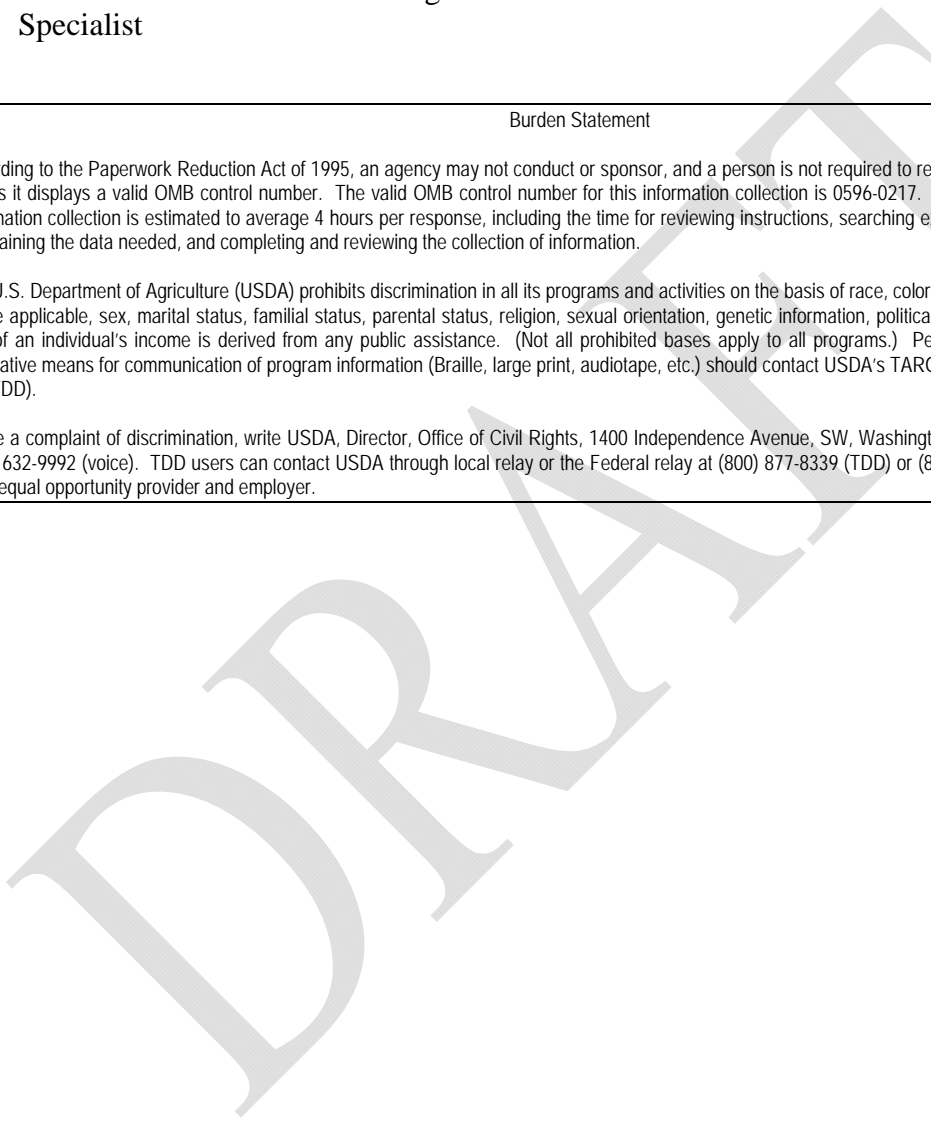 Specialist
Burden Statement
rding to the Paperwork Reduction Act of 1995, an agency may not conduct or sponsor, and a person is not required to re
s it displays a valid OMB control number. The valid OMB control number for this information collection is 0596-0217.
mation collection is estimated to average 4 hours per response, including the time for reviewing instructions, searching e
aining the data needed, and completing and reviewing the collection of information.
U.S. Department of Agriculture (USDA) prohibits discrimination in all its programs and activities on the basis of race, color
e applicable, sex, marital status, familial status, parental status, religion, sexual orientation, genetic information, politica
of an individual's income is derived from any public assistance. (Not all prohibited bases apply to all programs.) Pe
ative means for communication of program information (Braille, large print, audiotape, etc.) should contact USDA's TARG
DD).
e a complaint of discrimination, write USDA, Director, Office of Civil Rights, 1400 Independence Avenue, SW, Washingt
632-9992 (voice). TDD users can contact USDA through local relay or the Federal relay at (800) 877-8339 (TDD) or (8
equal opportunity provider and employer.
DRAFT